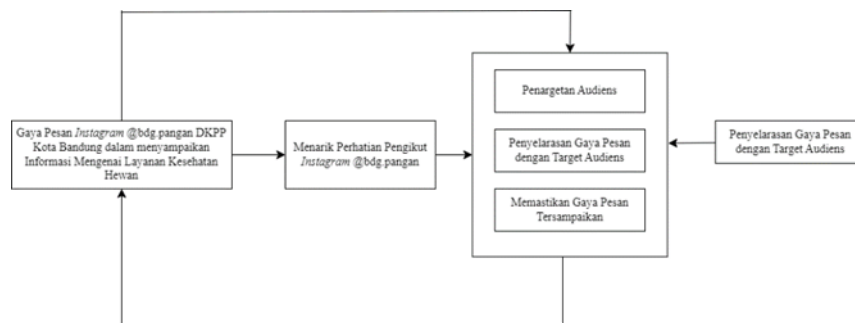 Gaya Pesan Instagram @bdg.pangan DKPP
Kota Bandung dalam menyampaikan
Informasi Mengenai Layanan Kesehatan
Hewan
Menarik Perhatian Pengikut
Instagram @bdg.pangan
Penargetan Audiens
Penyelarasan Gaya Pesan
dengan Target Audiens
Memastikan Gaya Pesan
Tersampaikan
Penyelarasan Gaya Pesan
dengan Target Audiens